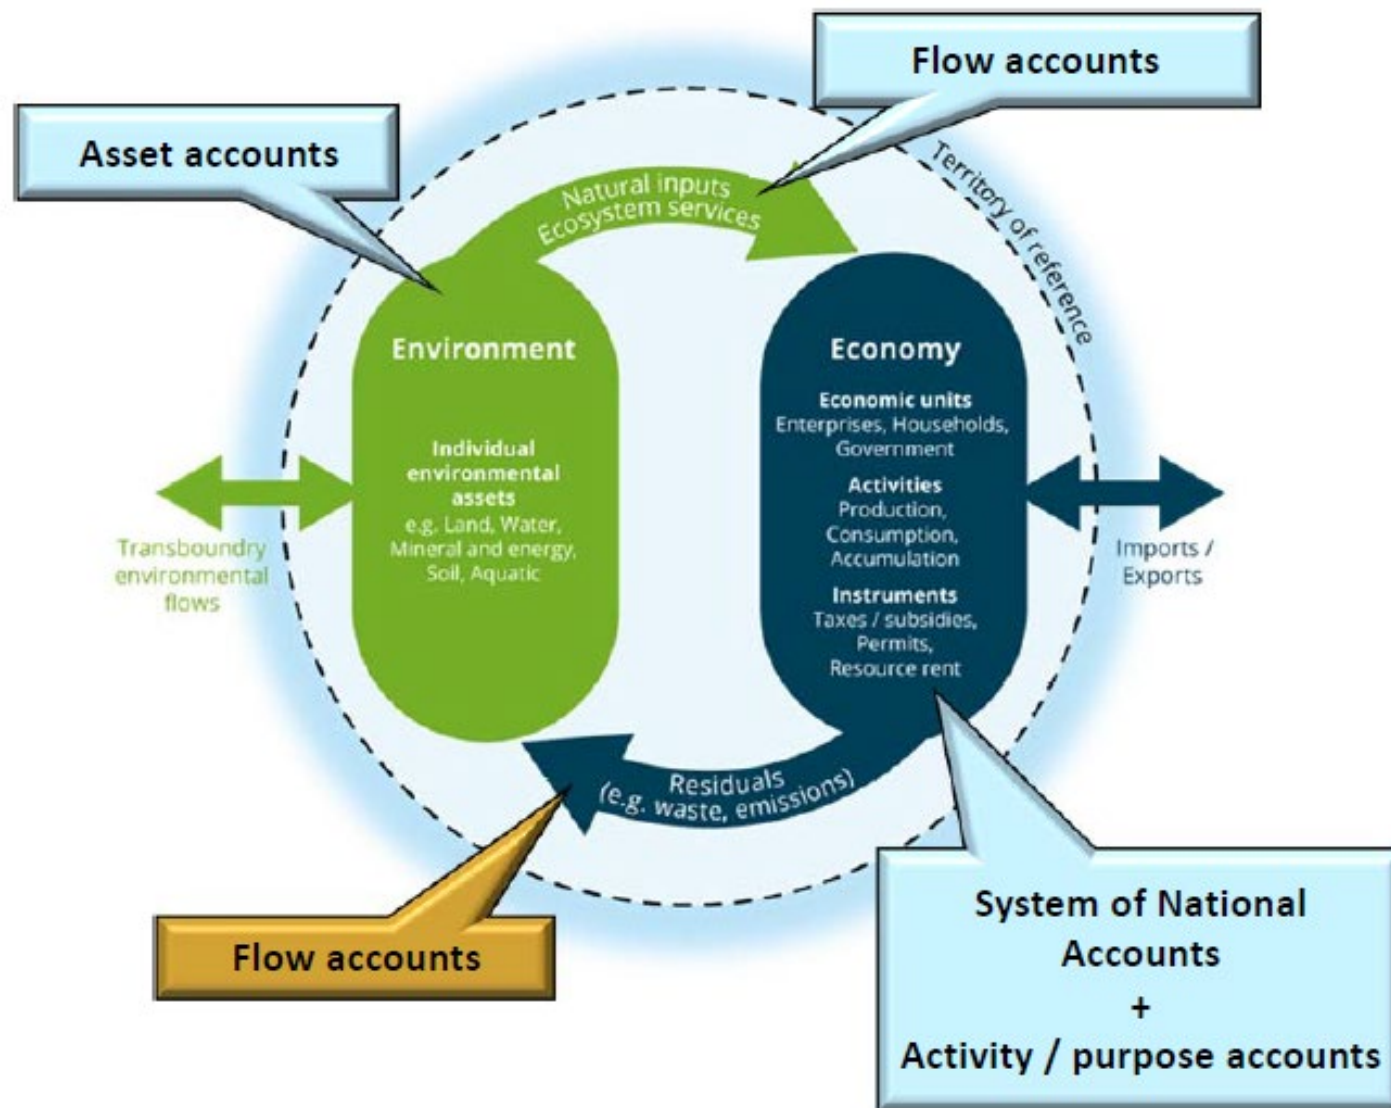 Flow accounts
Asset accounts
Natural inputs
Ecosystem services
Territory of reference
Environment
Individual
environmental
assets
e.g. Land, Water,
Mineral and energy,
Soil, Aquatic
Economy
Economic units
Enterprises, Households,
Government
Activities
Production,
Consumption,
Accumulation
Instruments
Taxes / subsidies,
Permits,
Resource rent
Transboundry
environmental
flows
Imports /
Exports
Residuals
(e.g. waste, emissions)
Flow accounts
System of National
Accounts
+
Activity / purpose accounts